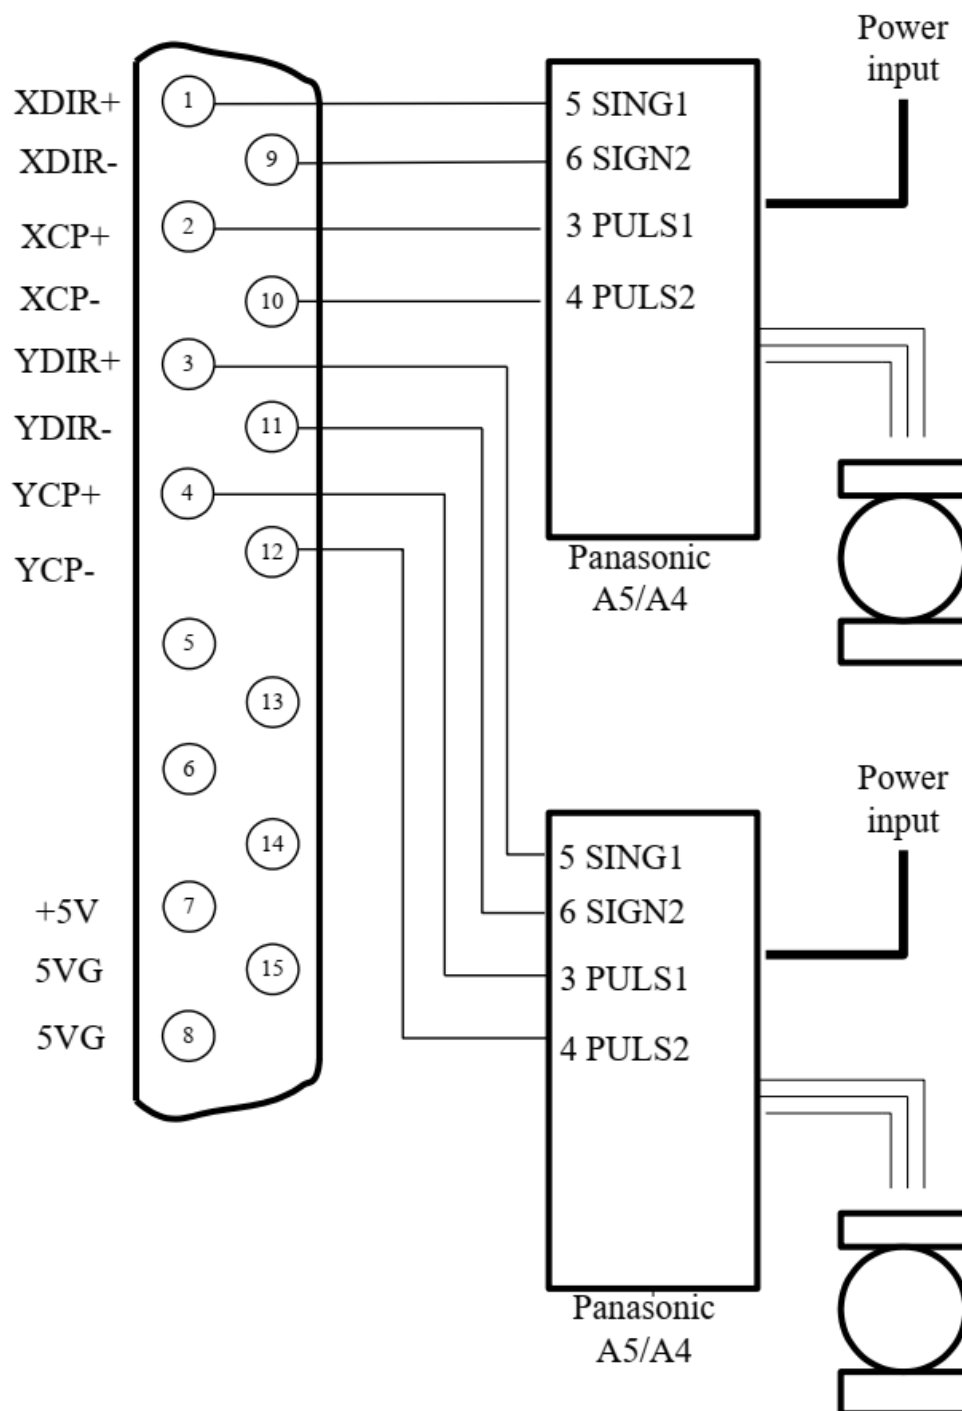 Power
input
XDIR+
1
5 SING1
XDIR-
9
6 SIGN2
XCP+
2
3 PULS1
XCP-
10
4 PULS2
YDIR+
3
YDIR-
11
YCP+
4
YCP-
12
Panasonic
A5/A4
5
13
6
Power
input
14
5 SING1
+5V
7
6 SIGN2
5VG
15
3 PULS1
5VG
8
4 PULS2
Panasonic
A5/A4